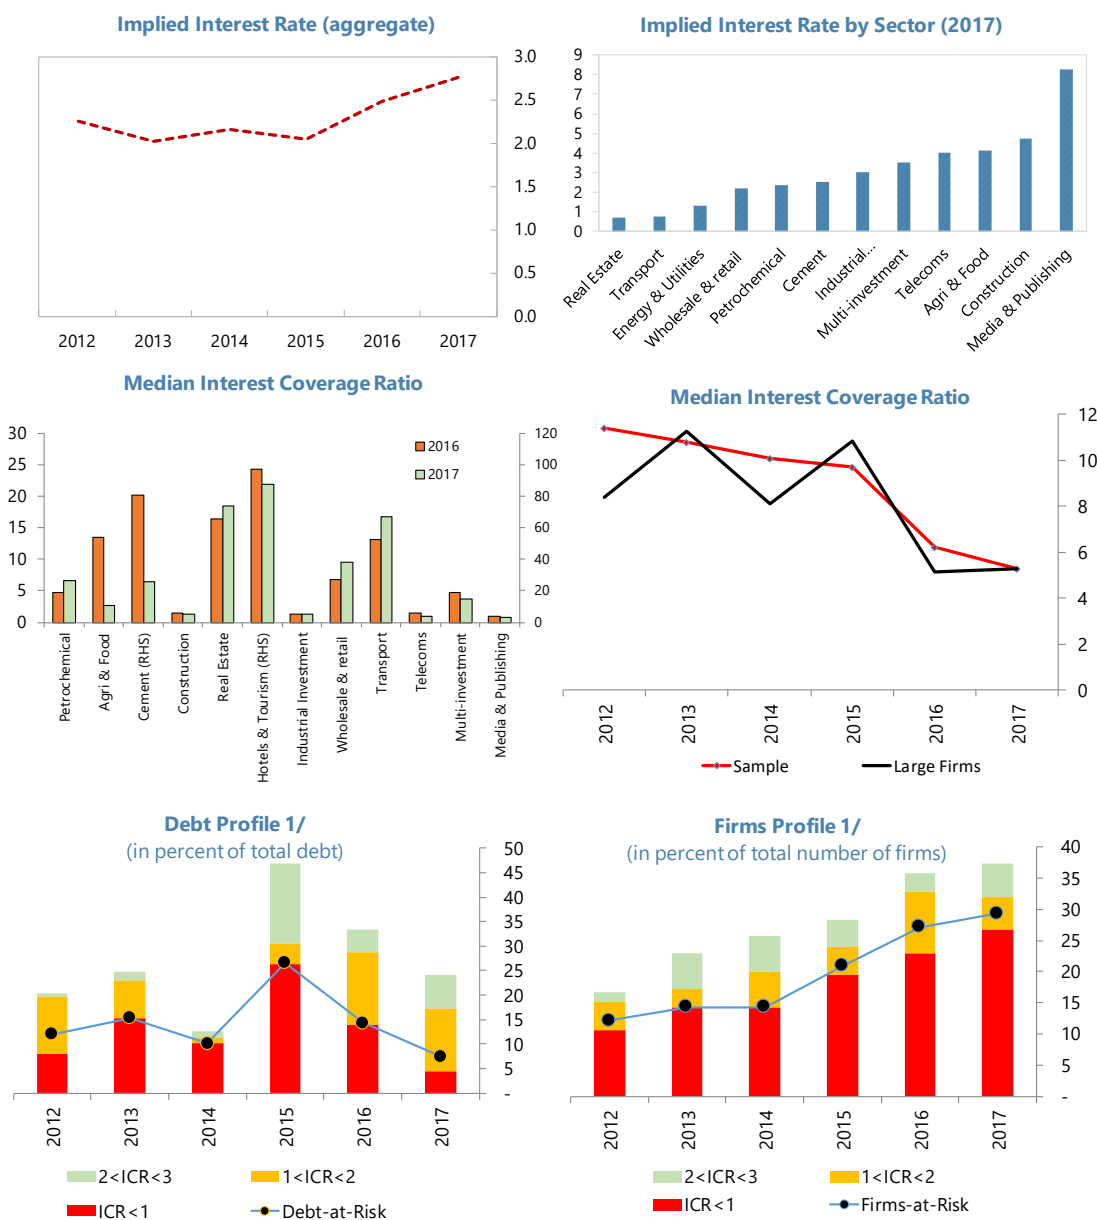 Implied Interest Rate (aggregate)
3.0
2.5
2.0
1.5
1.0
0.5
0.0
2012 2013 2014 2015 2016 2017
Implied Interest Rate by Sector (2017)
9
8
7
6
5
4
3
2
1
0
Real Estate
Transport
Energy & Utilities
Wholesale & retail
Petrochemical
Cement
Industrial...
Multi-investment
Telecoms
Agri & Food
Construction
Media & Publishing
Median Interest Coverage Ratio
30
25
20
15
10
5
0
120
100
80
60
40
20
0
2016
2017
Petrochemical
Agri & Food
Cement (RHS)
Construction
Real Estate
Hotels & Tourism (RHS)
Industrial Investment
Wholesale & retail
Transport
Telecoms
Multi-investment
Media & Publishing
Median Interest Coverage Ratio
12
10
8
6
4
2
0
2012
2013
2014
2015
2016
2017
Sample Large Firms
Debt Profile 1/
(in percent of total debt)
50
45
40
35
30
25
20
15
10
5
-
2012
2013
2014
2015
2016
2017
2<ICR<3 1<ICR<2
ICR<1 Debt-at-Risk
Firms Profile 1/
(in percent of total number of firms)
40
35
30
25
20
15
10
5
-
2012
2013
2014
2015
2016
2017
2<ICR<3 1<ICR<2
ICR<1 Firms-at-Risk